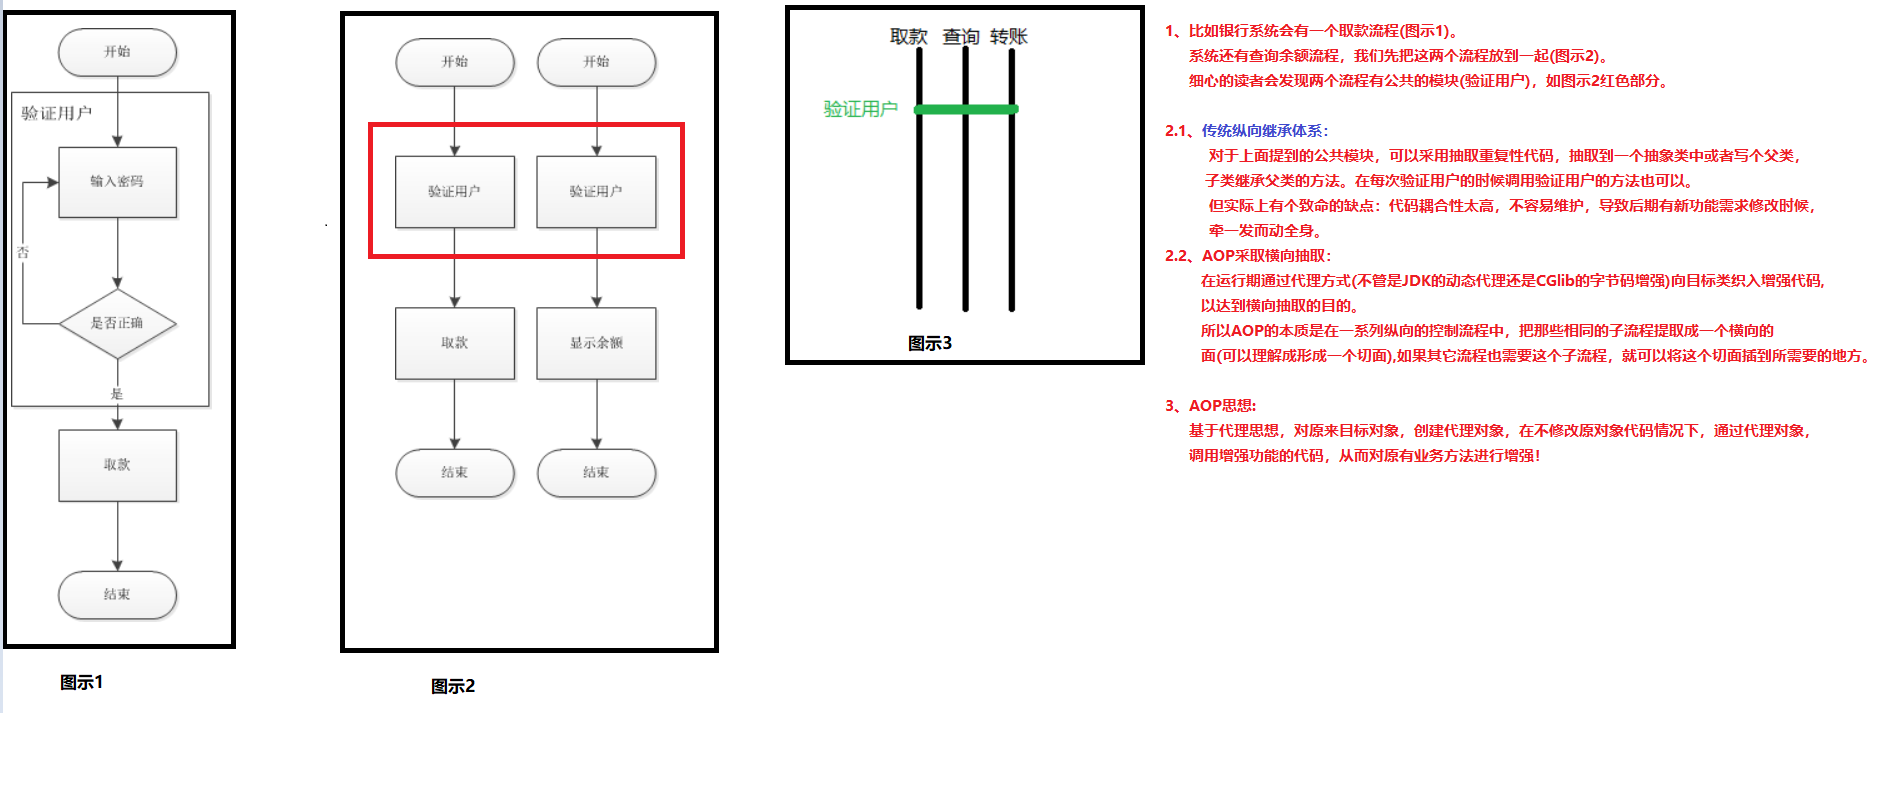 开始
验证用户
输入密码
否
是否正确
是
取款
结束
图示1
开始
开始
验证用户
验证用户
取款
显示余额
结束
结束
图示2
取款 查询 转账
验证用户
图示3
1、比如银行系统会有一个取款流程(图示1)。
系统还有查询余额流程，我们先把这两个流程放到一起(图示2)。
细心的读者会发现两个流程有公共的模块(验证用户)，如图示2红色部分。
2.1、传统纵向继承体系：
对于上面提到的公共模块，可以采用抽取重复性代码，抽取到一个抽象类中或者写个父类，
子类继承父类的方法。在每次验证用户的时候调用验证用户的方法也可以。
但实际上有个致命的缺点：代码耦合性太高，不容易维护，导致后期有新功能需求修改时候，
牵一发而动全身。
2.2、AOP采取横向抽取：
在运行期通过代理方式(不管是JDK的动态代理还是CGlib的字节码增强)向目标类织入增强代码,
以达到横向抽取的目的。
所以AOP的本质是在一系列纵向的控制流程中，把那些相同的子流程提取成一个横向的
面(可以理解成形成一个切面),如果其它流程也需要这个子流程，就可以将这个切面插到所需要的地方。
3、AOP思想:
基于代理思想，对原来目标对象，创建代理对象，在不修改原对象代码情况下，通过代理对象，
调用增强功能的代码，从而对原有业务方法进行增强！